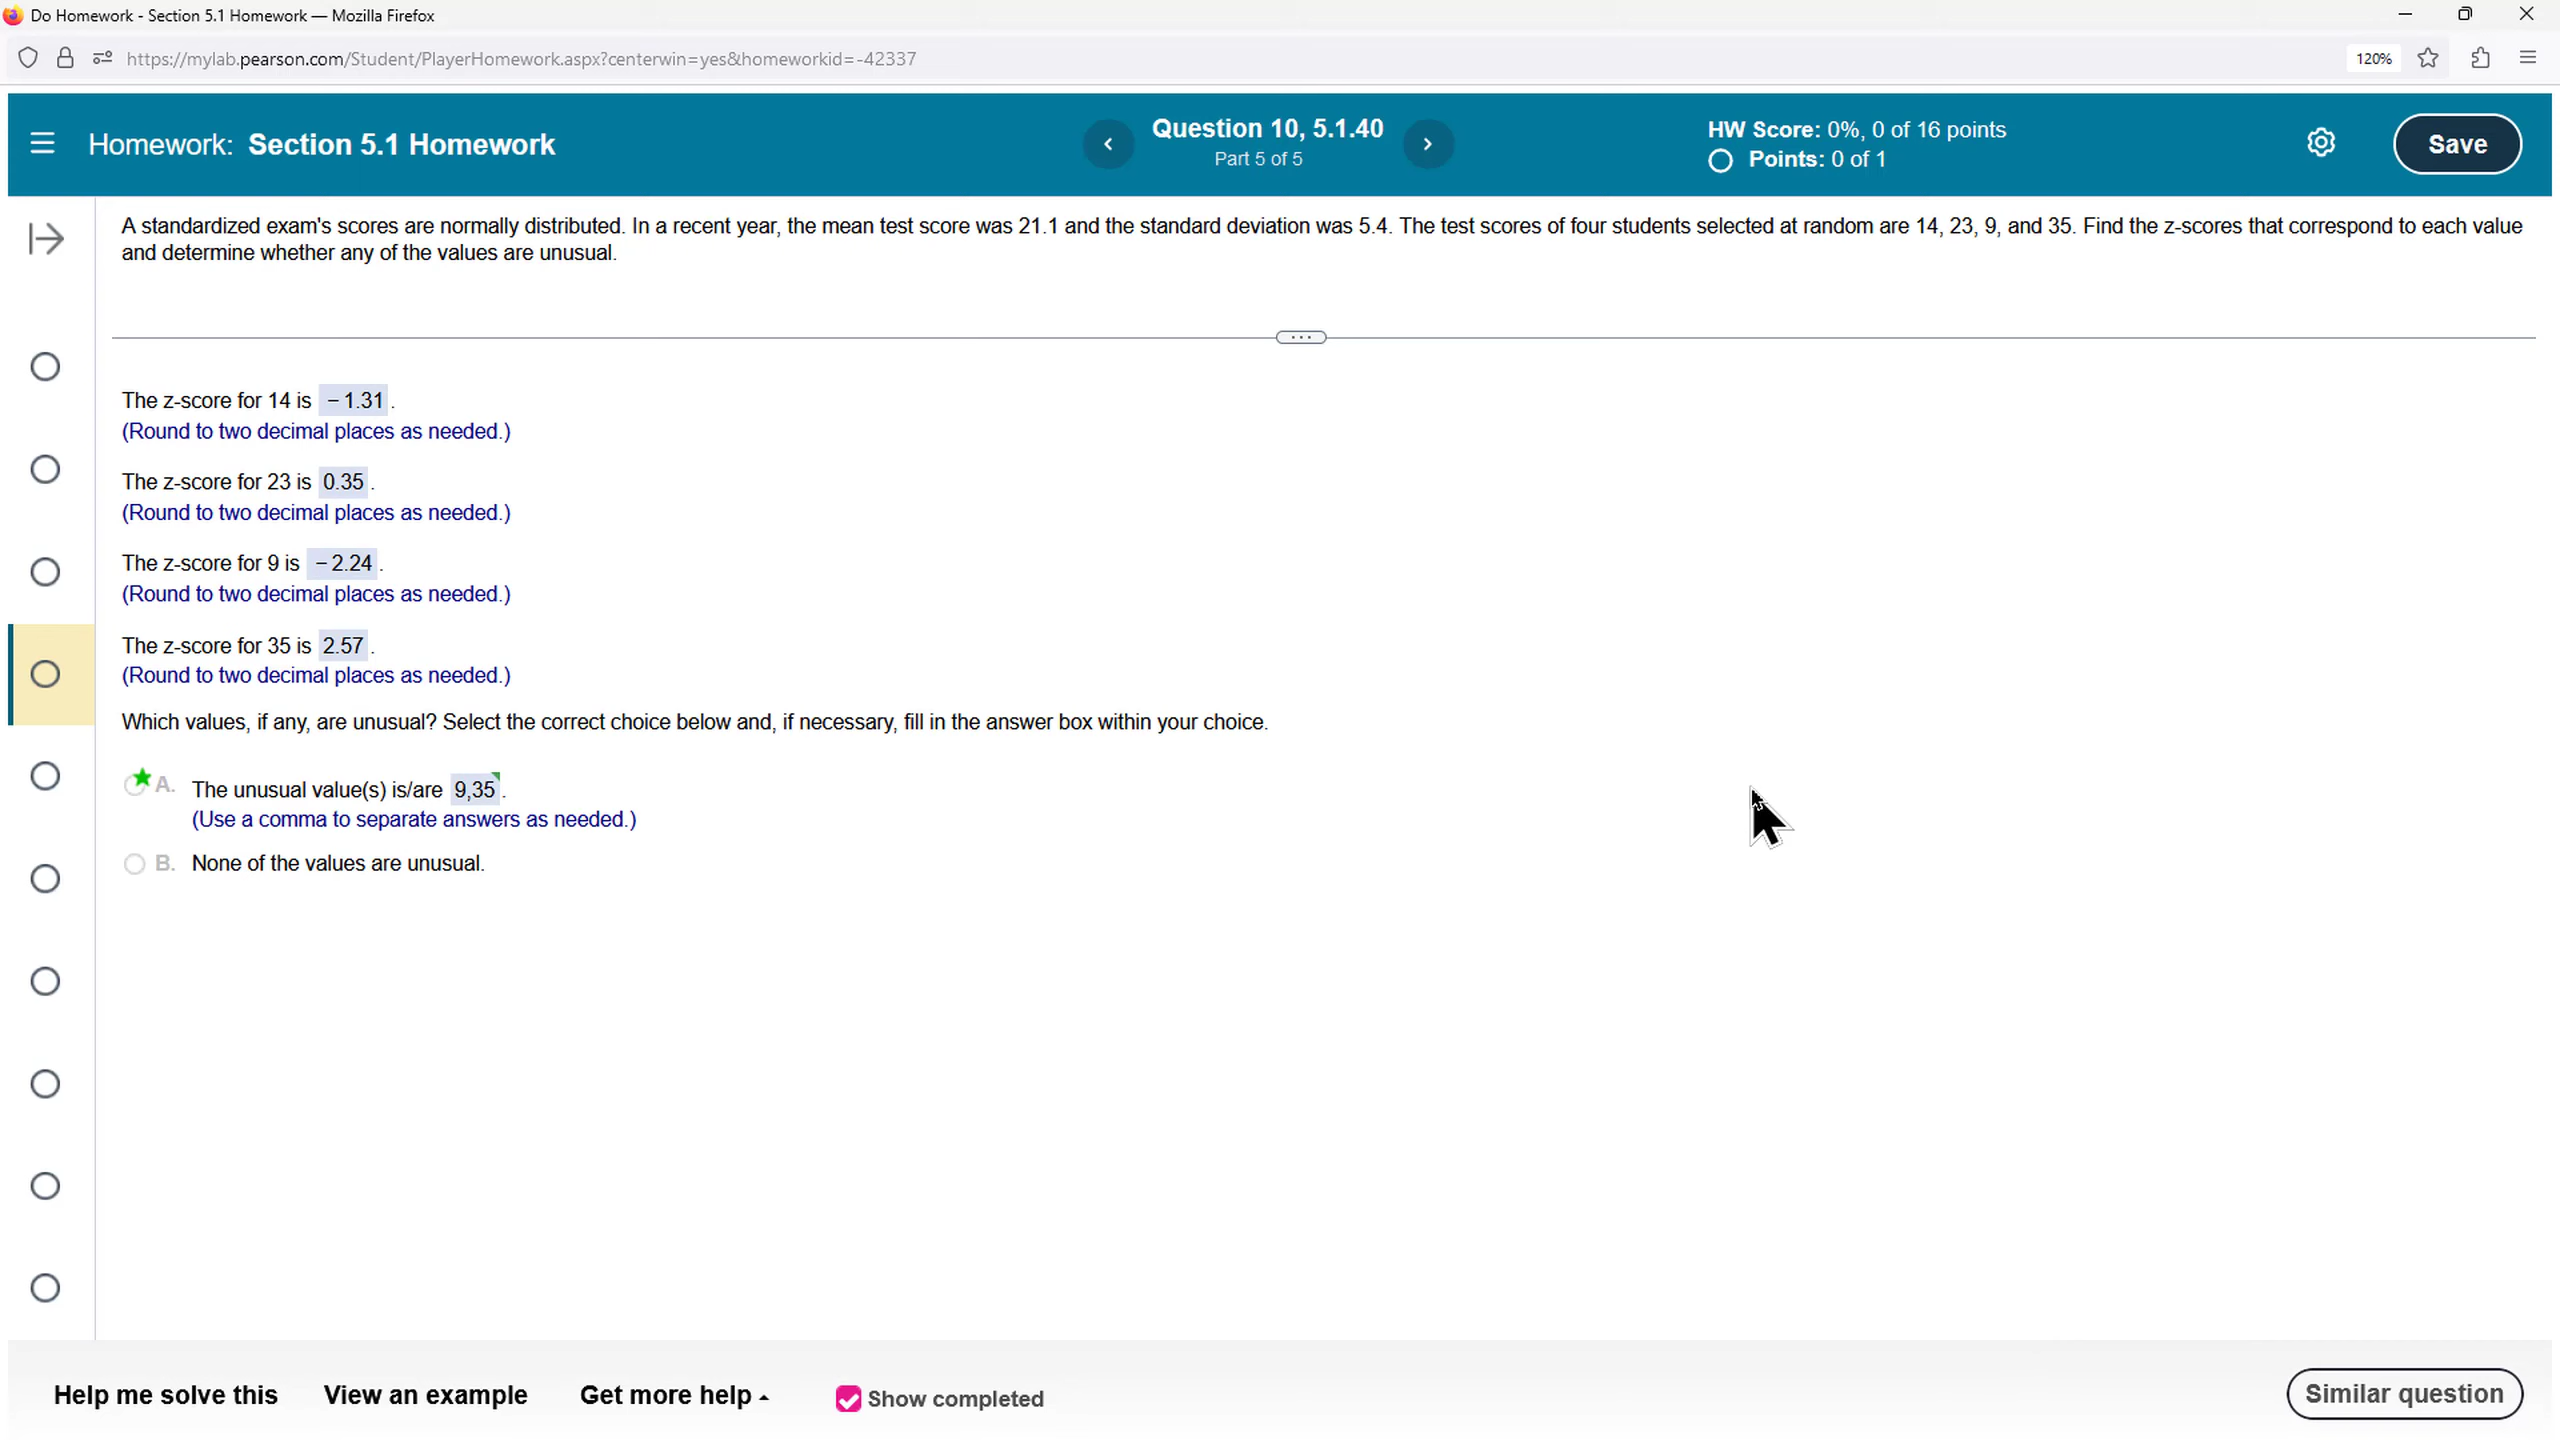 Do Homework - Section 5.1 Homework — Mozilla Firefox
https://mylab.pearson.com/Student/PlayerHomework.aspx?centerwin=yes&homeworkid=-42337
120%
Homework: Section 5.1 Homework
Question 10, 5.1.40
Part 5 of 5
HW Score: 0%, 0 of 16 points
Points: 0 of 1
Save
A standardized exam's scores are normally distributed. In a recent year, the mean test score was 21.1 and the standard deviation was 5.4. The test scores of four students selected at random are 14, 23, 9, and 35. Find the z-scores that correspond to each value
and determine whether any of the values are unusual.
The z-score for 14 is − 1.31 .
(Round to two decimal places as needed.)
The z-score for 23 is 0.35 .
(Round to two decimal places as needed.)
The z-score for 9 is − 2.24 .
(Round to two decimal places as needed.)
The z-score for 35 is 2.57 .
(Round to two decimal places as needed.)
Which values, if any, are unusual? Select the correct choice below and, if necessary, fill in the answer box within your choice.
A. The unusual value(s) is/are 9,35 .
(Use a comma to separate answers as needed.)
B. None of the values are unusual.
Help me solve this View an example Get more help Show completed Similar question